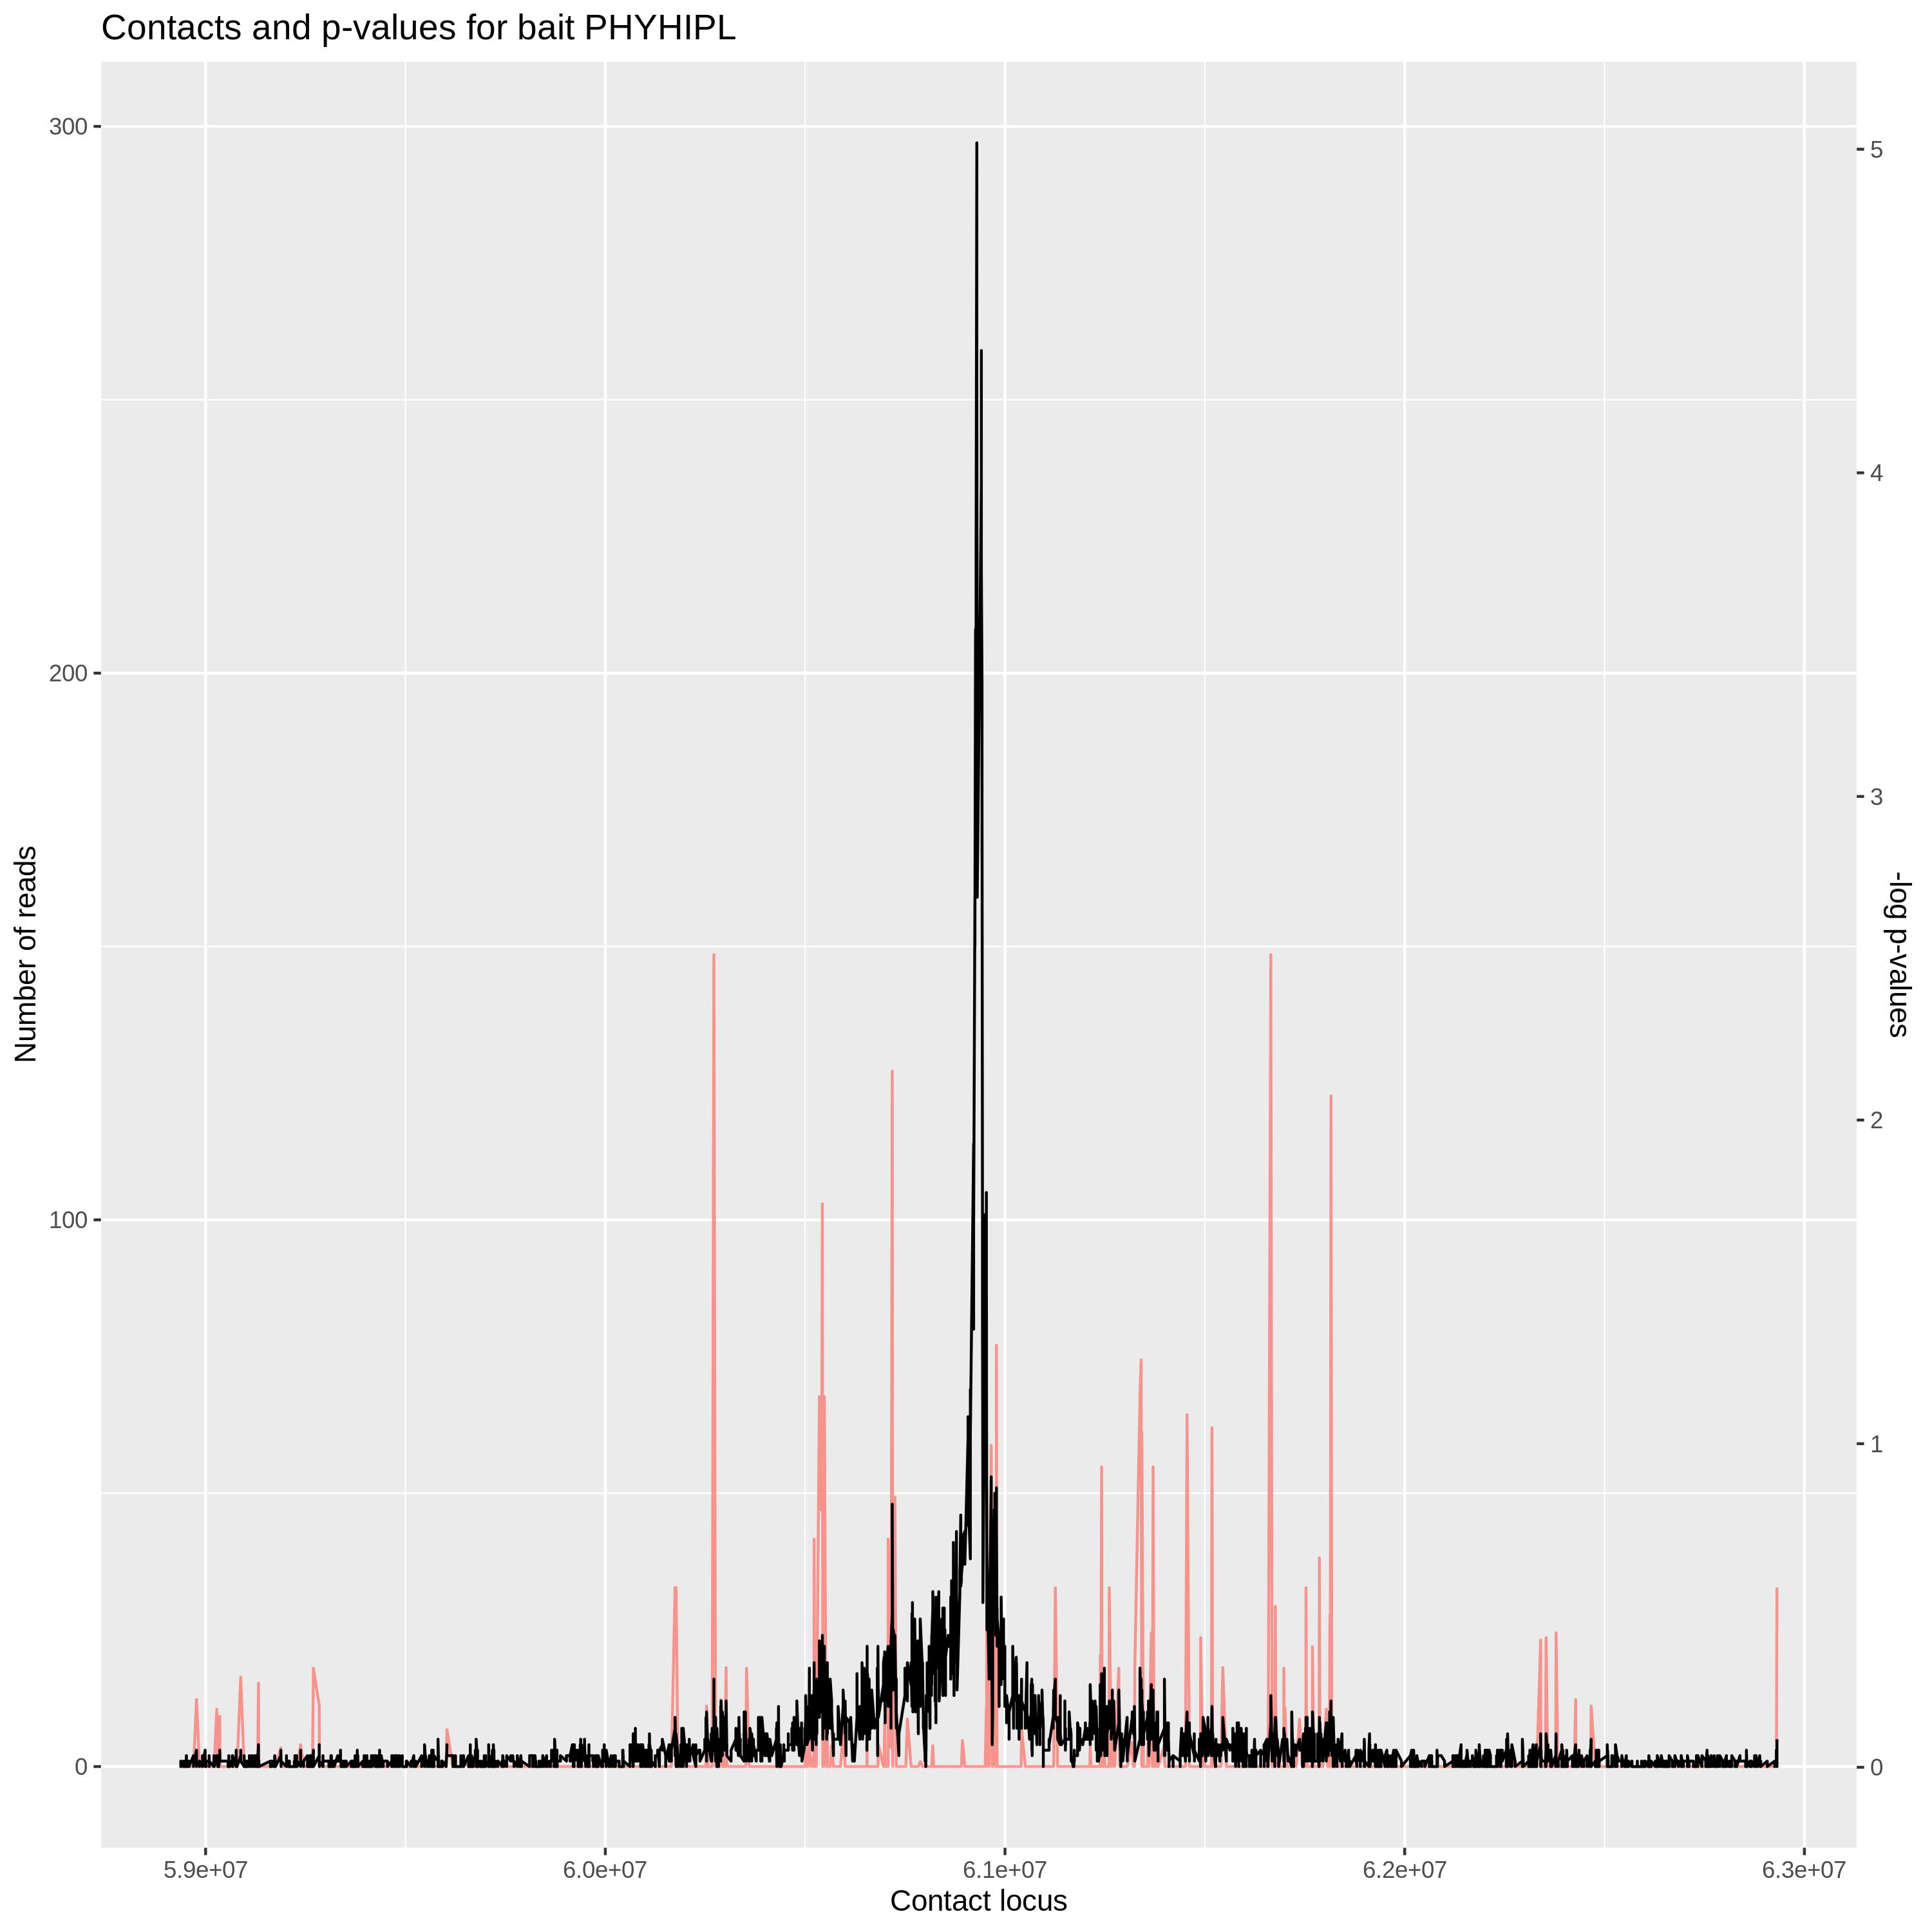 Contacts and p-values for bait PHYHIPL
300
200
100
0
Number of reads
5
4
3
2
1
0
-log p-values
5.9e+07
6.0e+07
6.1e+07
6.2e+07
6.3e+07
Contact locus